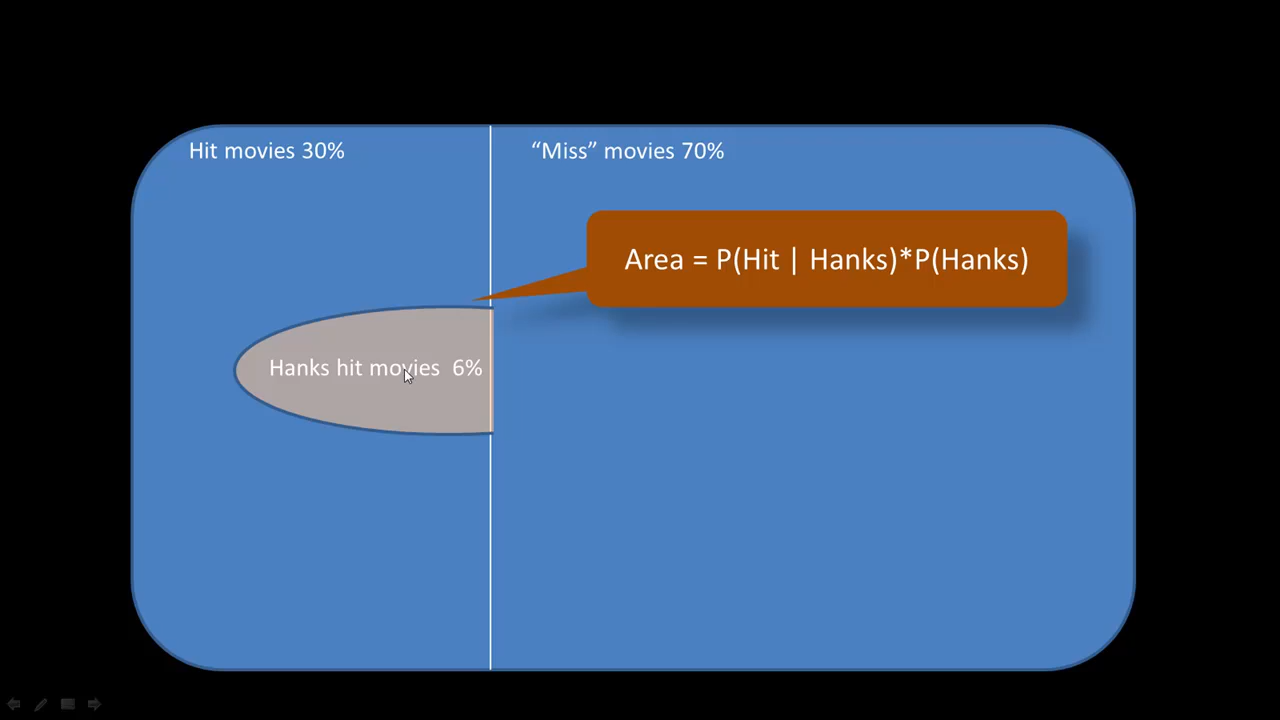 Hit movies 30%
“Miss” movies 70%
Area = P(Hit | Hanks)*P(Hanks)
Hanks hit movies  6%